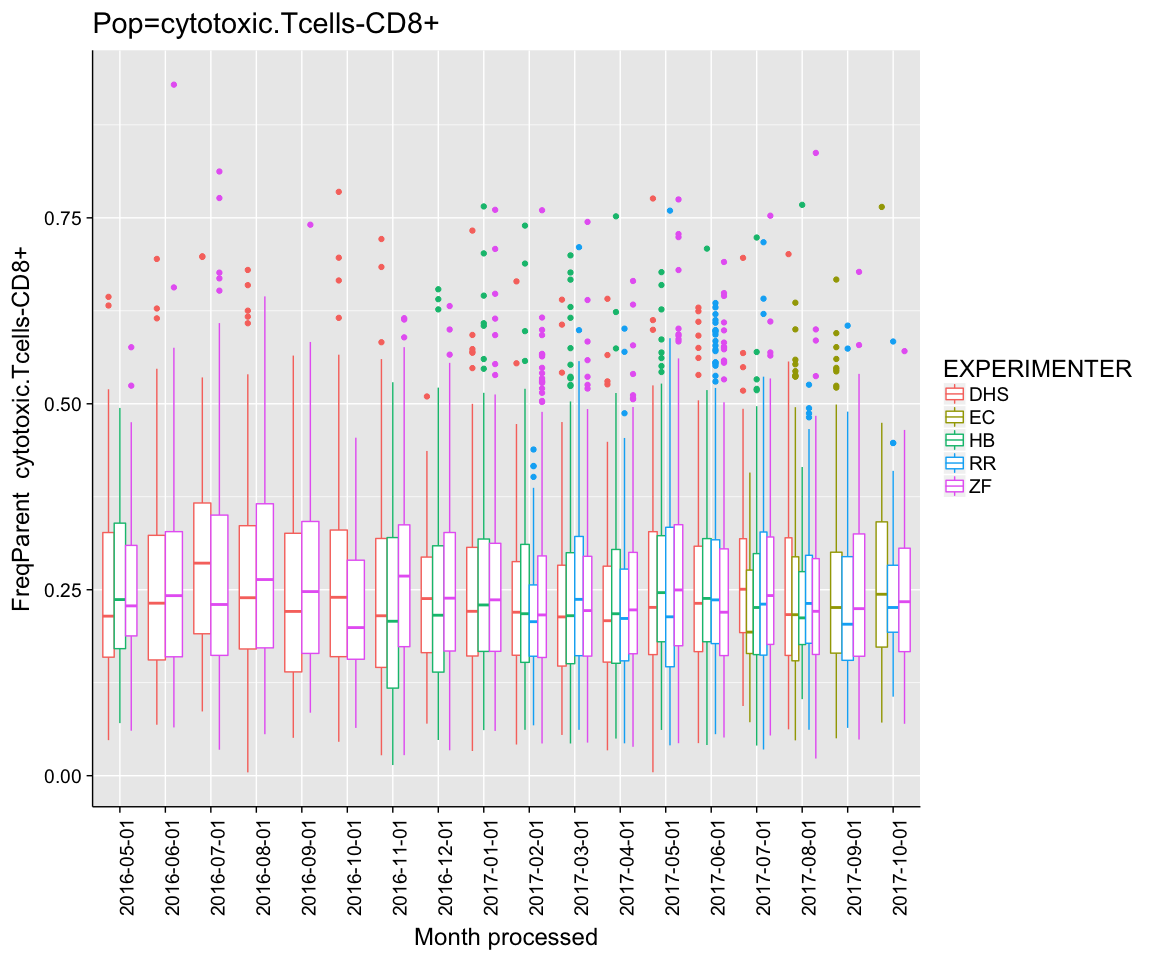 Pop=cytotoxic.Tcells-CD8+
FreqParent cytotoxic.Tcells-CD8+
0.75
0.50
0.25
0.00
2016-05-01
2016-06-01
2016-07-01
2016-08-01
2016-09-01
2016-10-01
2016-11-01
2016-12-01
2017-01-01
2017-02-01
2017-03-01
2017-04-01
2017-05-01
2017-06-01
2017-07-01
2017-08-01
2017-09-01
2017-10-01
Month processed
EXPERIMENTER
DHS
EC
HB
RR
ZF